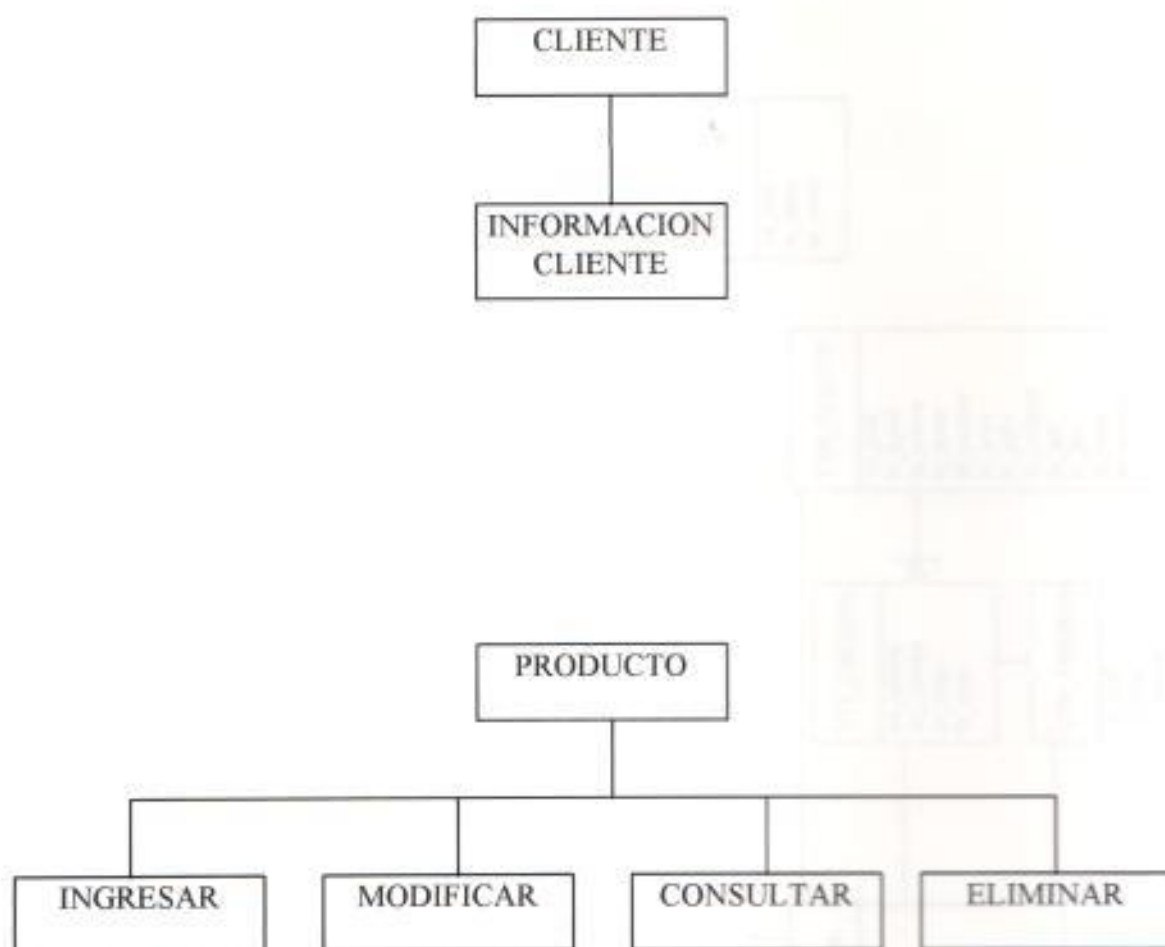 CLIENTE
INFORMACION
CLIENTE
PRODUCTO
INGRESAR
MODIFICAR
CONSULTAR
ELIMINAR